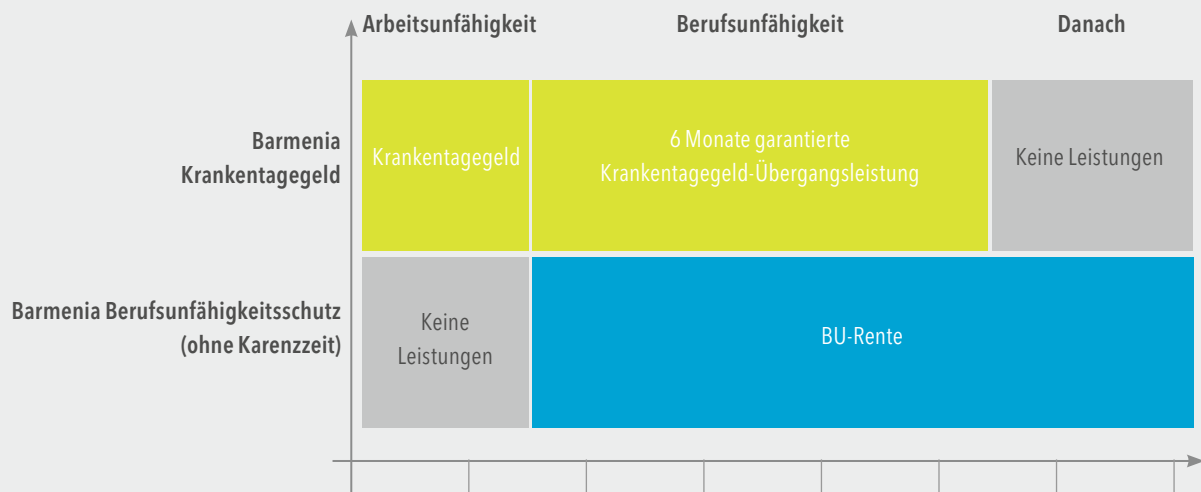 Arbeitsunfähigkeit
Berufsunfähigkeit
Danach
Barmenia
Krankentagegeld
Krankentagegeld
6 Monate garantierte
Krankentagegeld-Übergangsleistung
Keine Leistungen
Barmenia Berufsunfähigkeitsschutz
(ohne Karenzzeit)
Keine
Leistungen
BU-Rente